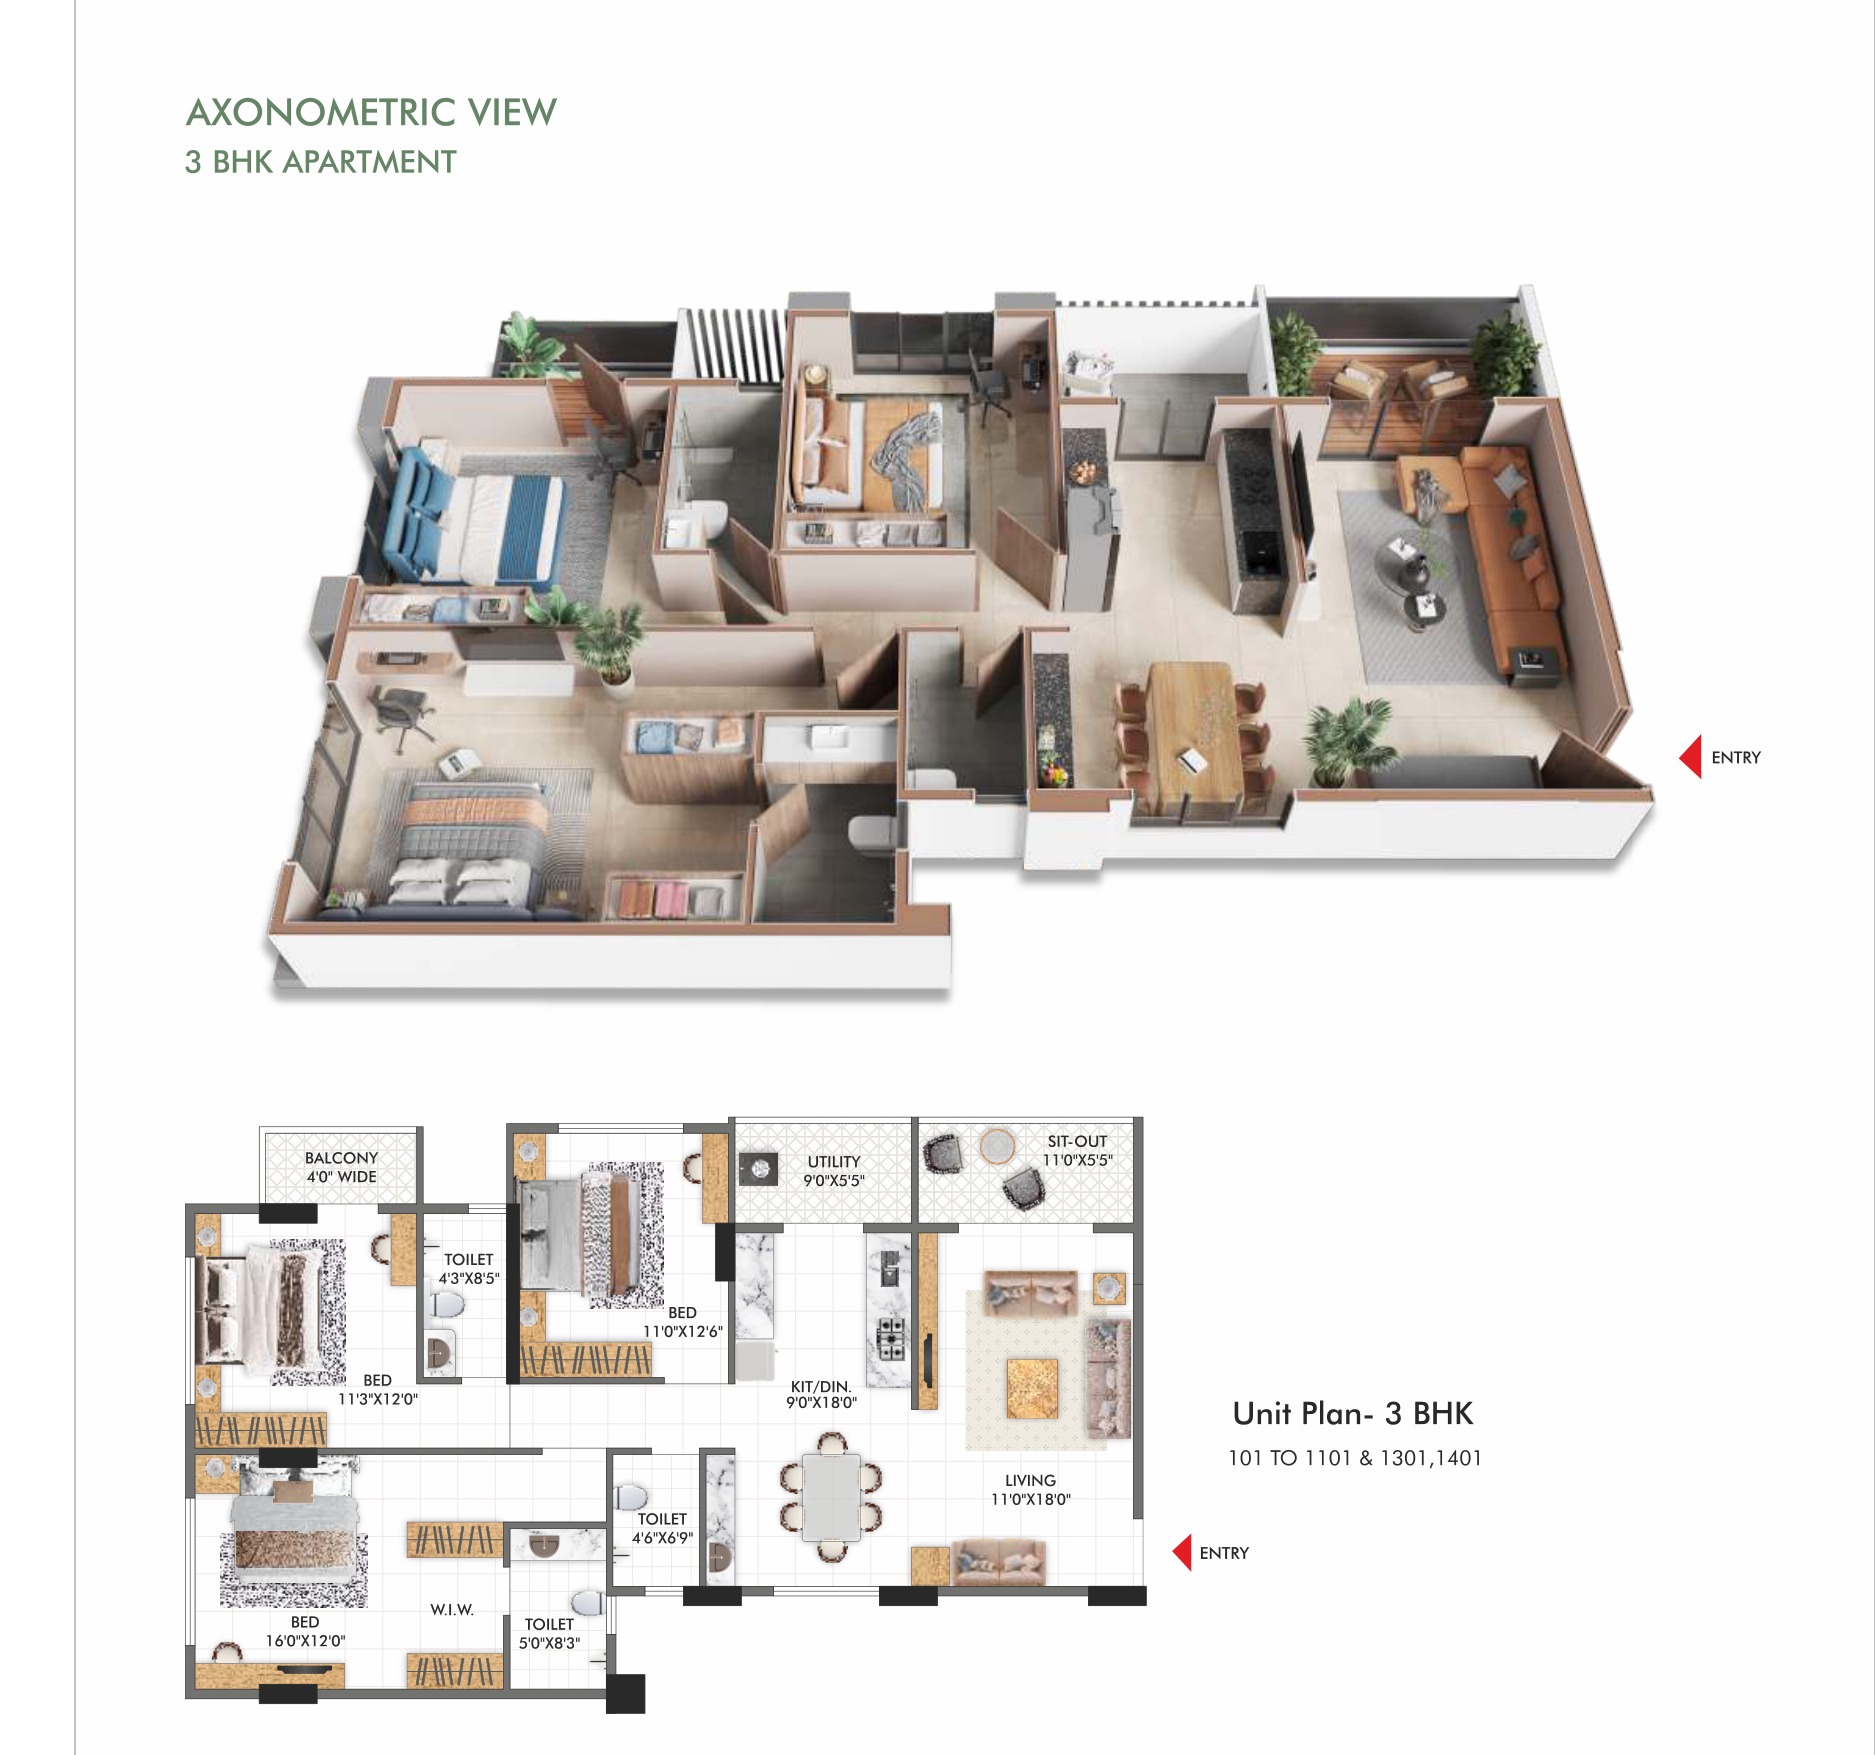 AXONOMETRIC VIEW
3 BHK APARTMENT
ENTRY
BALCONY
4'0" WIDE
UTILITY
9'0"X5'5"
SIT-OUT
11'0"X5'5"
TOILET
4'3"X8'5"
BED
11'0"X12'6"
BED
11'3"X12'0"
KIT/DIN.
9'0"X18'0"
LIVING
11'0"X18'0"
TOILET
4'6"X6'9"
W.I.W.
BED
16'0"X12'0"
TOILET
5'0"X8'3"
Unit Plan- 3 BHK
101 TO 1101 & 1301,1401
ENTRY